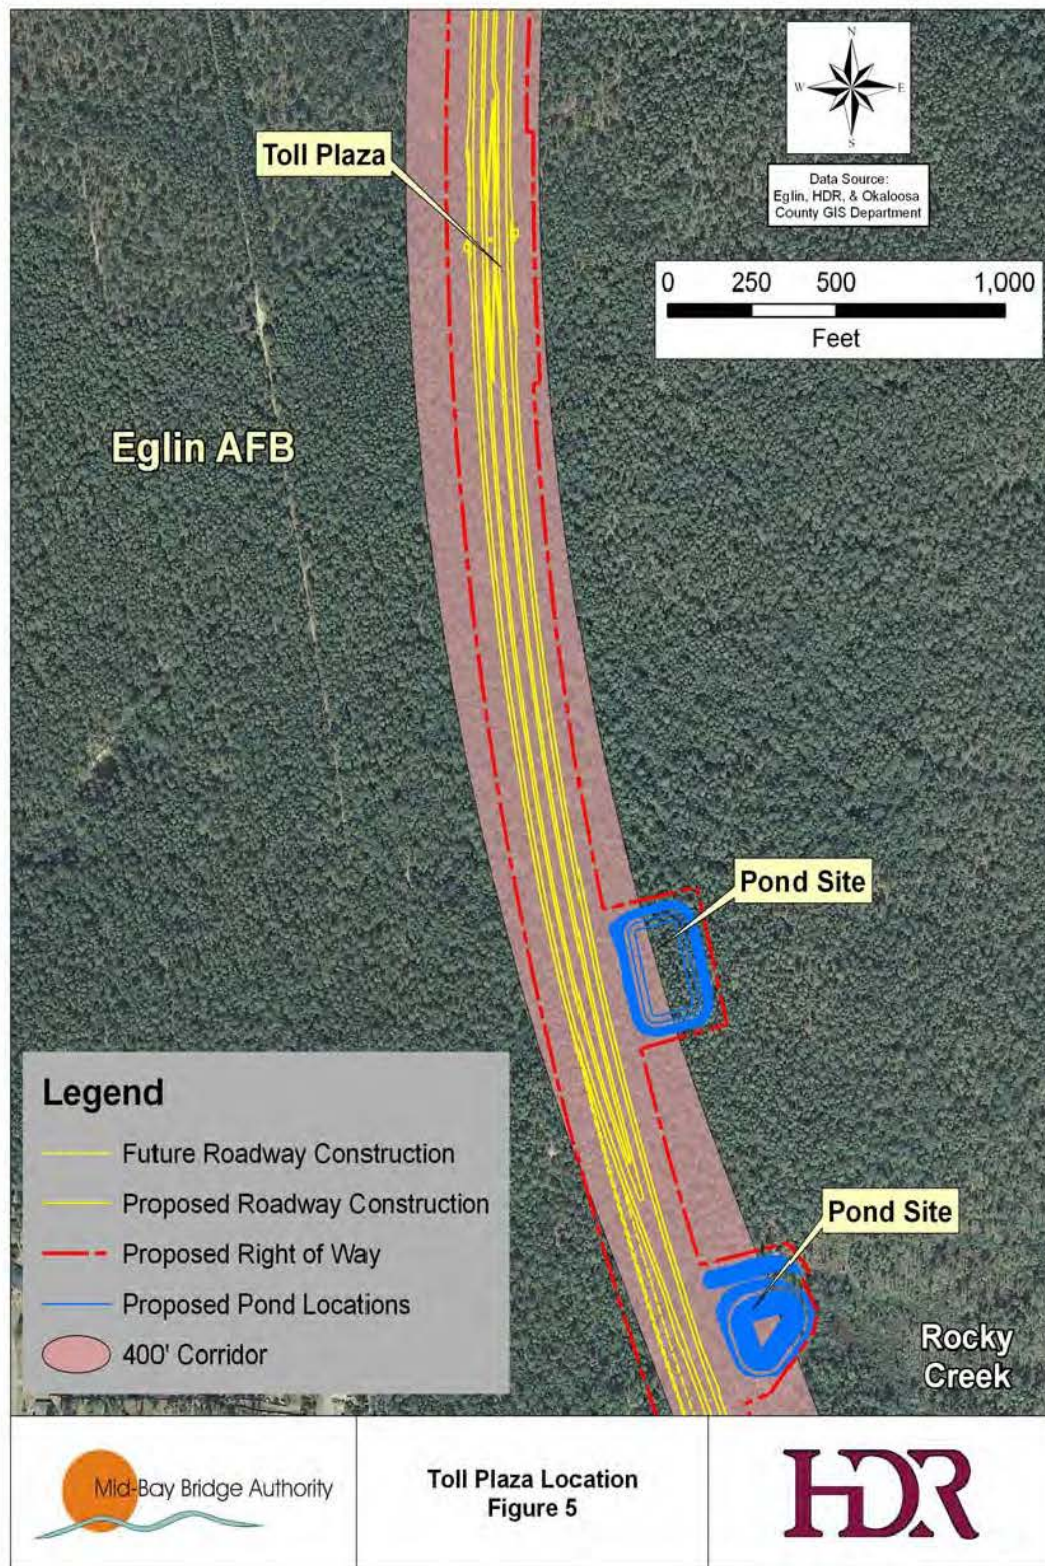 N
W E
S
Data Source:
Eglin, HDR, & Okaloosa
County GIS Department
0 250 500 1,000
Feet
Toll Plaza
Eglin AFB
Pond Site
Pond Site
Rocky
Creek
Legend
Future Roadway Construction
Proposed Roadway Construction
Proposed Right of Way
Proposed Pond Locations
400' Corridor
Mid-Bay Bridge Authority
Toll Plaza Location
Figure 5
HDR